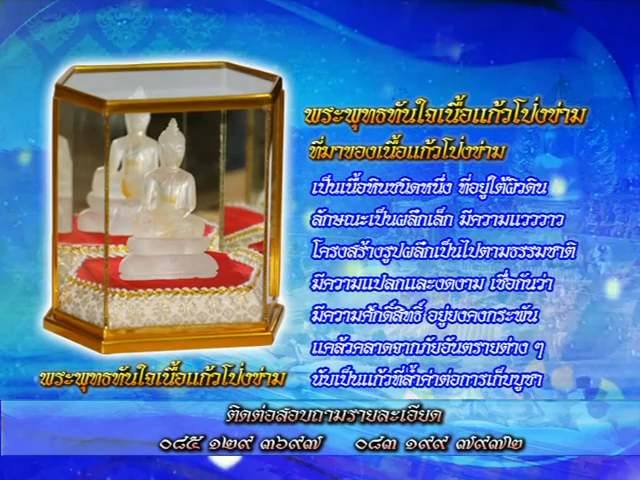 พระพุทธทันใจเนื้อแก้วโป่งข่าม
ที่มาของเนื้อแก้วโป่งข่าม
เป็นเนื้อหินชนิดหนึ่ง ที่อยู่ใต้ผิวดิน
ลักษณะเป็นผลึกเล็ก มีความแวววาว
โครงสร้างรูปผลึกเป็นไปตามธรรมชาติ
มีความแปลกและงดงาม เชื่อกันว่า
มีความศักดิ์สิทธิ์ อยู่ยงคงกระพัน
แคล้วคลาดจากภัยอันตรายต่าง ๆ
นับเป็นแก้วที่ล้ำค่าต่อการเก็บบูชา
พระพุทธทันใจเนื้อแก้วโป่งข่าม
ติดต่อสอบถามรายละเอียด
๐๘๕ ๑๒๙ ๓๖๙๗ ๐๘๓ ๑๙๙ ๗๙๗๒